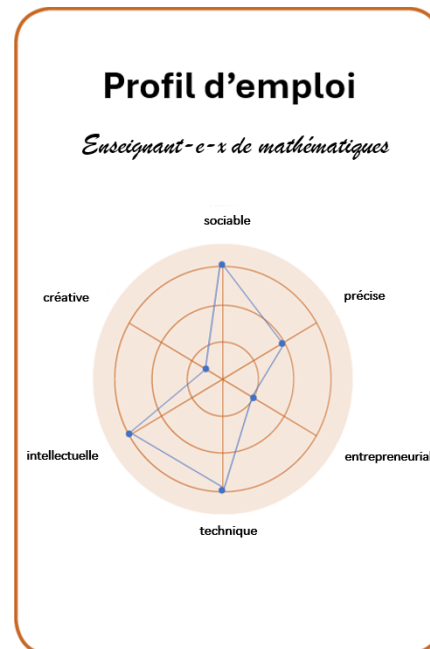 Profil d’emploi
Enseignant-e-x de mathématiques
sociable
créative
précise
intellectuelle
entrepreneurial
technique